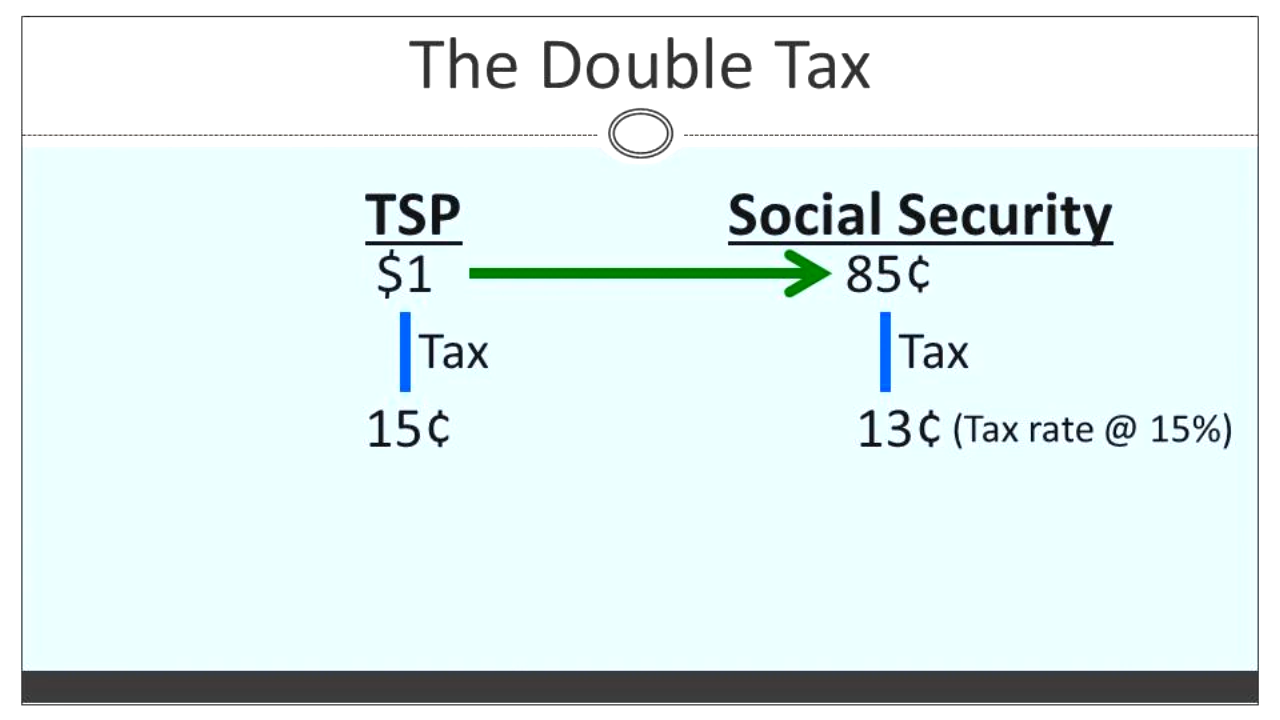 The Double Tax
TSP Social Security
$1 85¢
Tax Tax
15¢ 13¢ (Tax rate @ 15%)